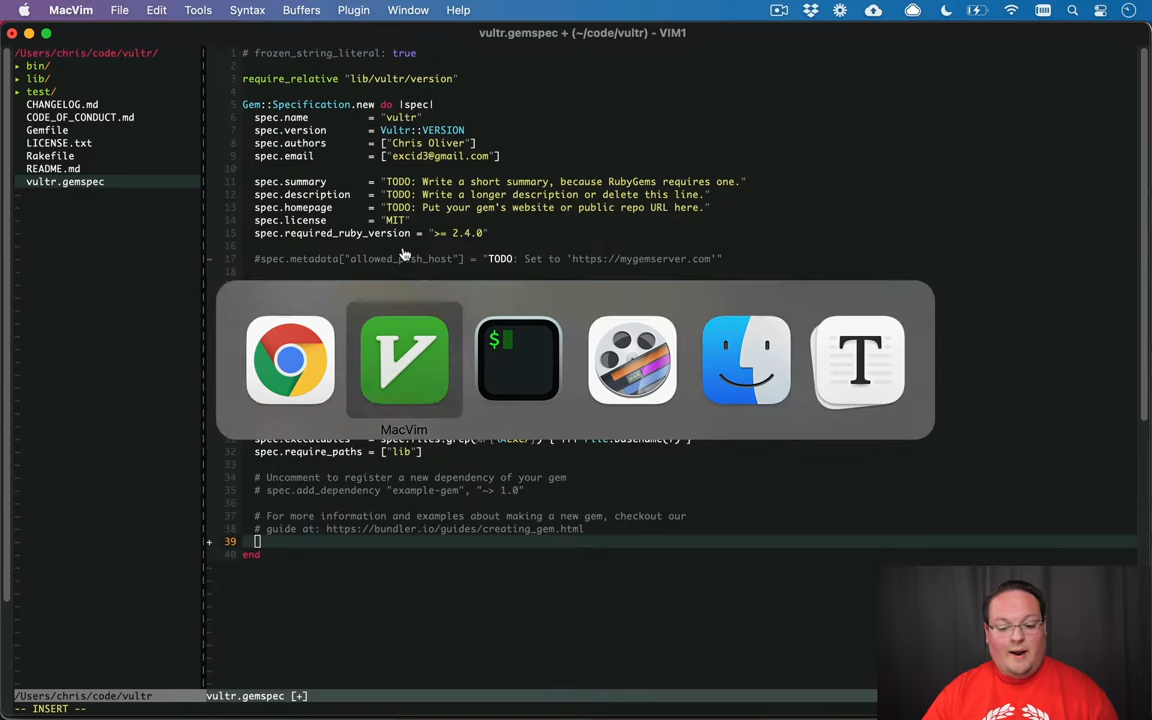 MacVim File Edit Tools Syntax Buffers Plugin Window Help
vultr.gemspec + (~/code/vultr) - VIM1
/Users/chris/code/vultr/
▸ bin/
▸ lib/
▸ test/
CHANGELOG.md
CODE_OF_CONDUCT.md
Gemfile
LICENSE.txt
Rakefile
README.md
vultr.gemspec
1 # frozen_string_literal: true
2
3 require_relative "lib/vultr/version"
4
5 Gem::Specification.new do |spec|
6 spec.name = "vultr"
7 spec.version = Vultr::VERSION
8 spec.authors = ["Chris Oliver"]
9 spec.email = ["excid3@gmail.com"]
10
11 spec.summary = "TODO: Write a short summary, because RubyGems requires one."
12 spec.description = "TODO: Write a longer description or delete this line."
13 spec.homepage = "TODO: Put your gem's website or public repo URL here."
14 spec.license = "MIT"
15 spec.required_ruby_version = ">= 2.4.0"
16
~ 17 #spec.metadata["allowed_push_host"] = "TODO: Set to 'https://mygemserver.com'"
18
$
T
MacVim
32 spec.require_paths = ["lib"]
33
34 # Uncomment to register a new dependency of your gem
35 # spec.add_dependency "example-gem", "~> 1.0"
36
37 # For more information and examples about making a new gem, checkout our
38 # guide at: https://bundler.io/guides/creating_gem.html
+ 39
40 end
/Users/chris/code/vultr vultr.gemspec [+]
-- INSERT --